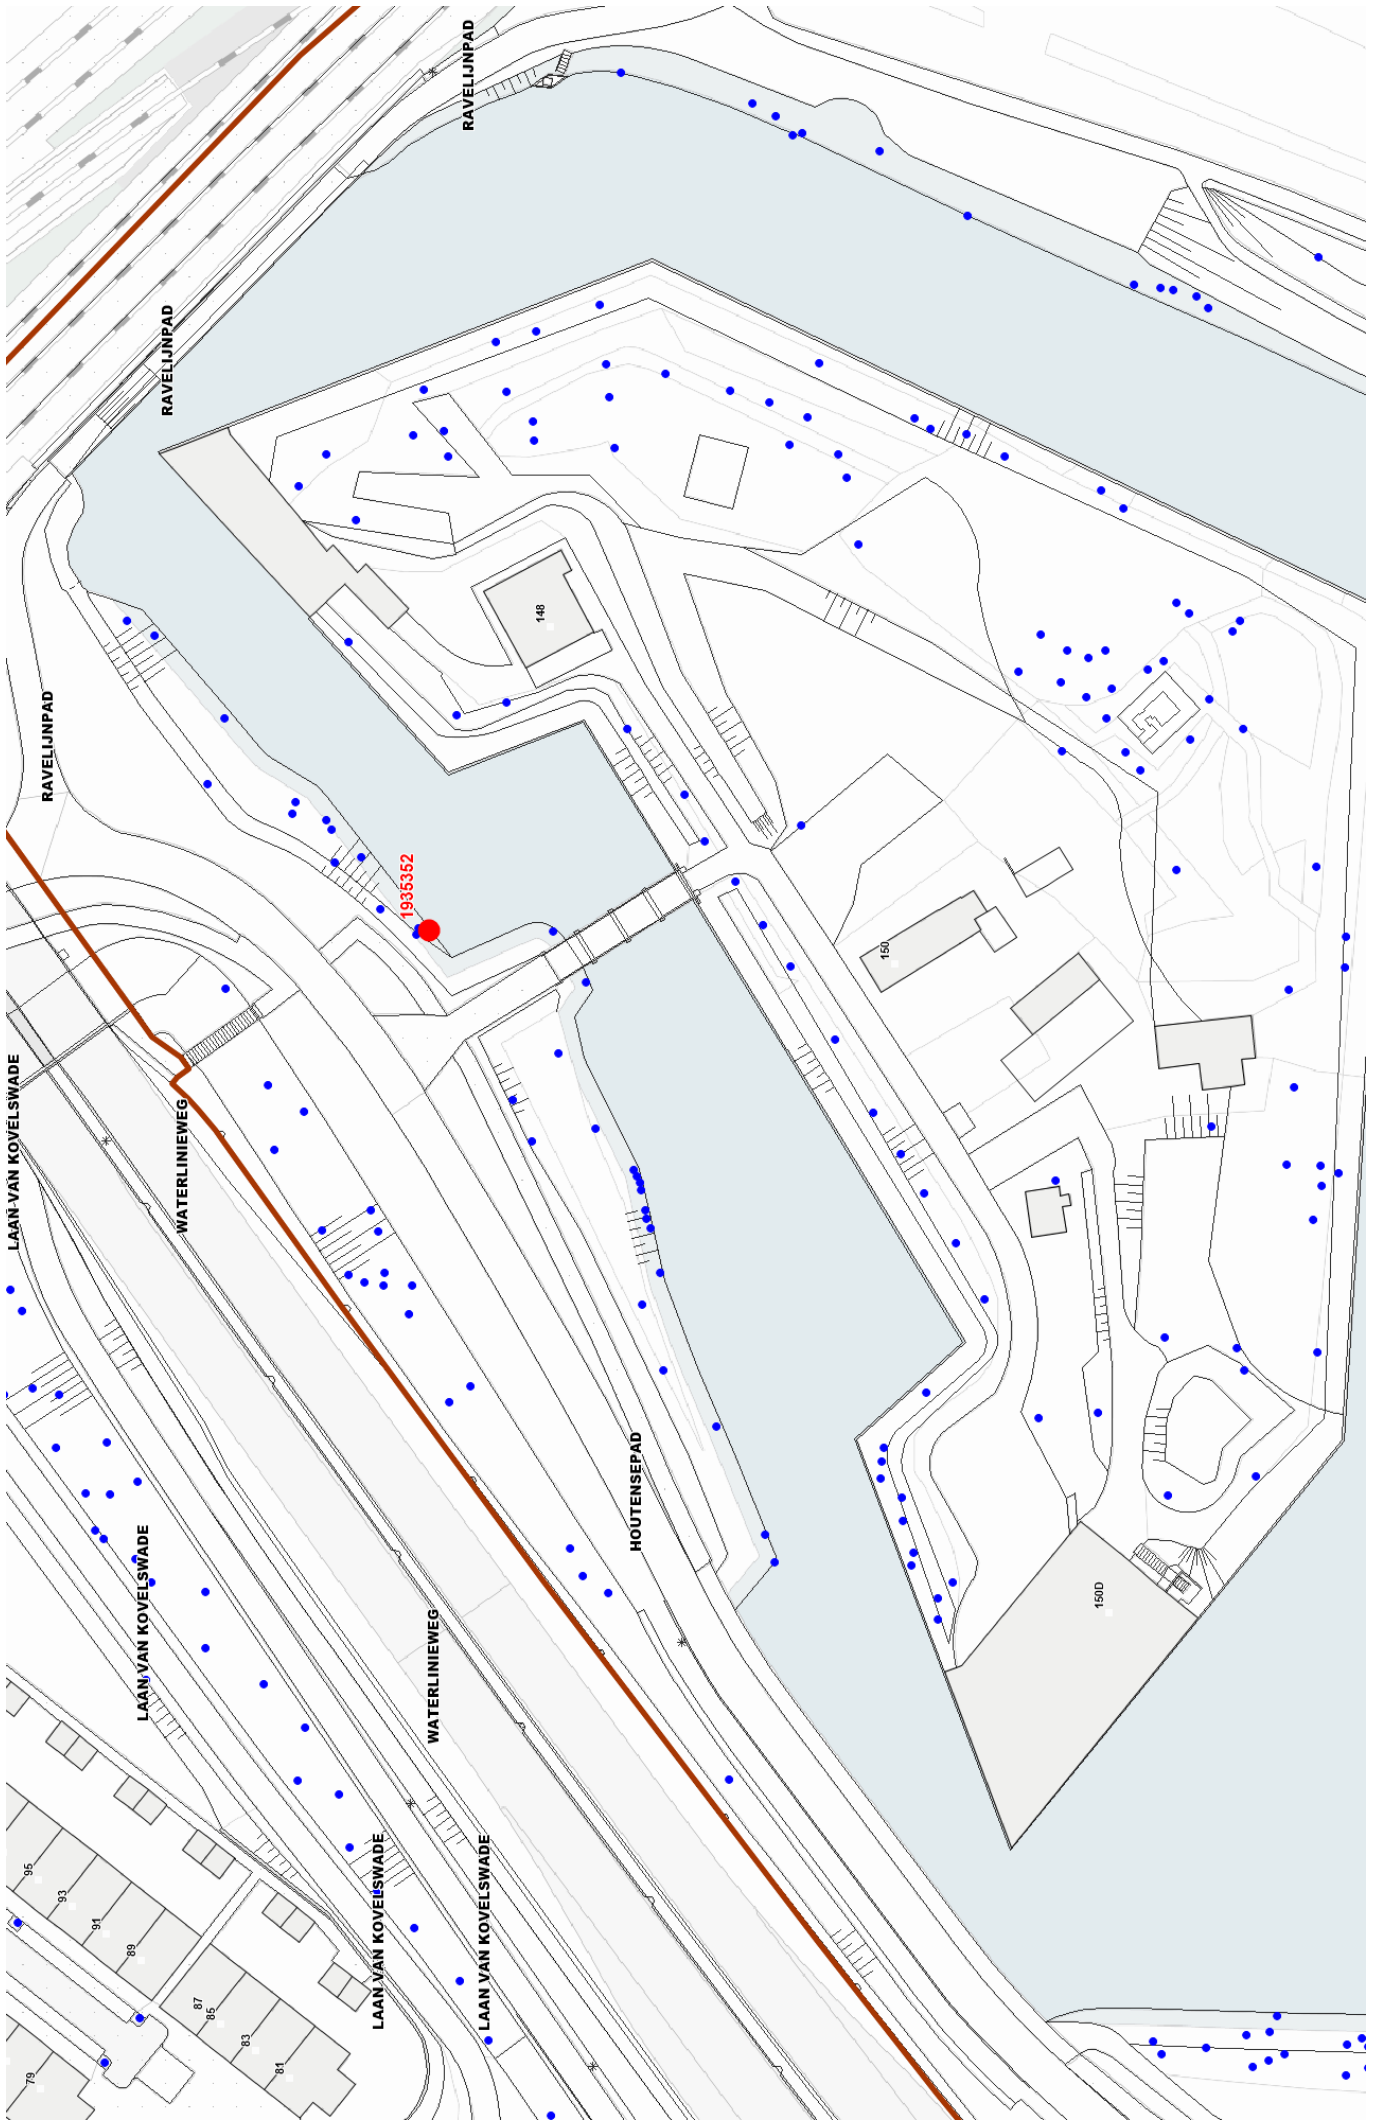 RAVELIJNPAD
RAVELIJNPAD
148
RAVELIJNPAD
1935352
150
LAAN VAN KOVELSWADE
WATERLINIEWEG
HOUTENSEPAD
LAAN VAN KOVELSWADE
150D
WATERLINIEWEG
LAAN VAN KOVELSWADE
LAAN VAN KOVELSWADE
95
93
91
89
87
85
83
81
79